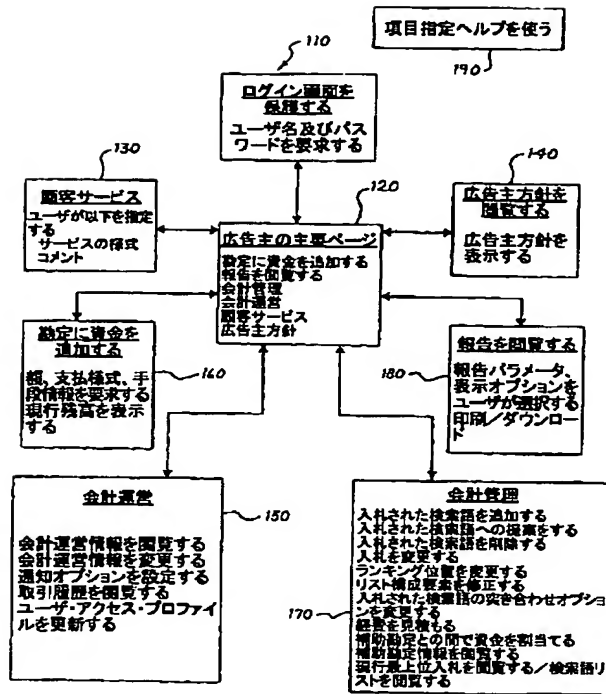 項目指定ヘルプを使う
190
110
ログイン画面を
保護する
ユーザ名及びパス
ワードを要求する
130
顧客サービス
ユーザが以下を指定
する
サービスの様式
コメント
120
広告主の主要ページ
勘定に資金を追加する
報告を閲覧する
会計管理
会計運営
顧客サービス
広告主方針
140
広告主方針を
閲覧する
広告主方針を
表示する
勘定に資金を
追加する
額、支払様式、手
段情報を要求する
現行残高を表示
する
160
報告を閲覧する
報告パラメータ、
表示オプションを
ユーザが選択する
印刷／ダウンロー
ド
180
会計運営
会計運営情報を閲覧する
会計運営情報を変更する
通知オプションを設定する
取引履歴を閲覧する
ユーザ・アクセス・プロファイ
ルを更新する
150
会計管理
入札された検索語を追加する
入札された検索語への提案をする
入札された検索語を削除する
入札を変更する
ランキング位置を変更する
リスト構成要素を修正する
入札された検索語の突き合わせオプショ
ンを変更する
経費を見積もる
補助勘定との間で資金を割当てる
補助勘定情報を閲覧する
現行最上位入札を閲覧する／検索語リ
ストを閲覧する
170